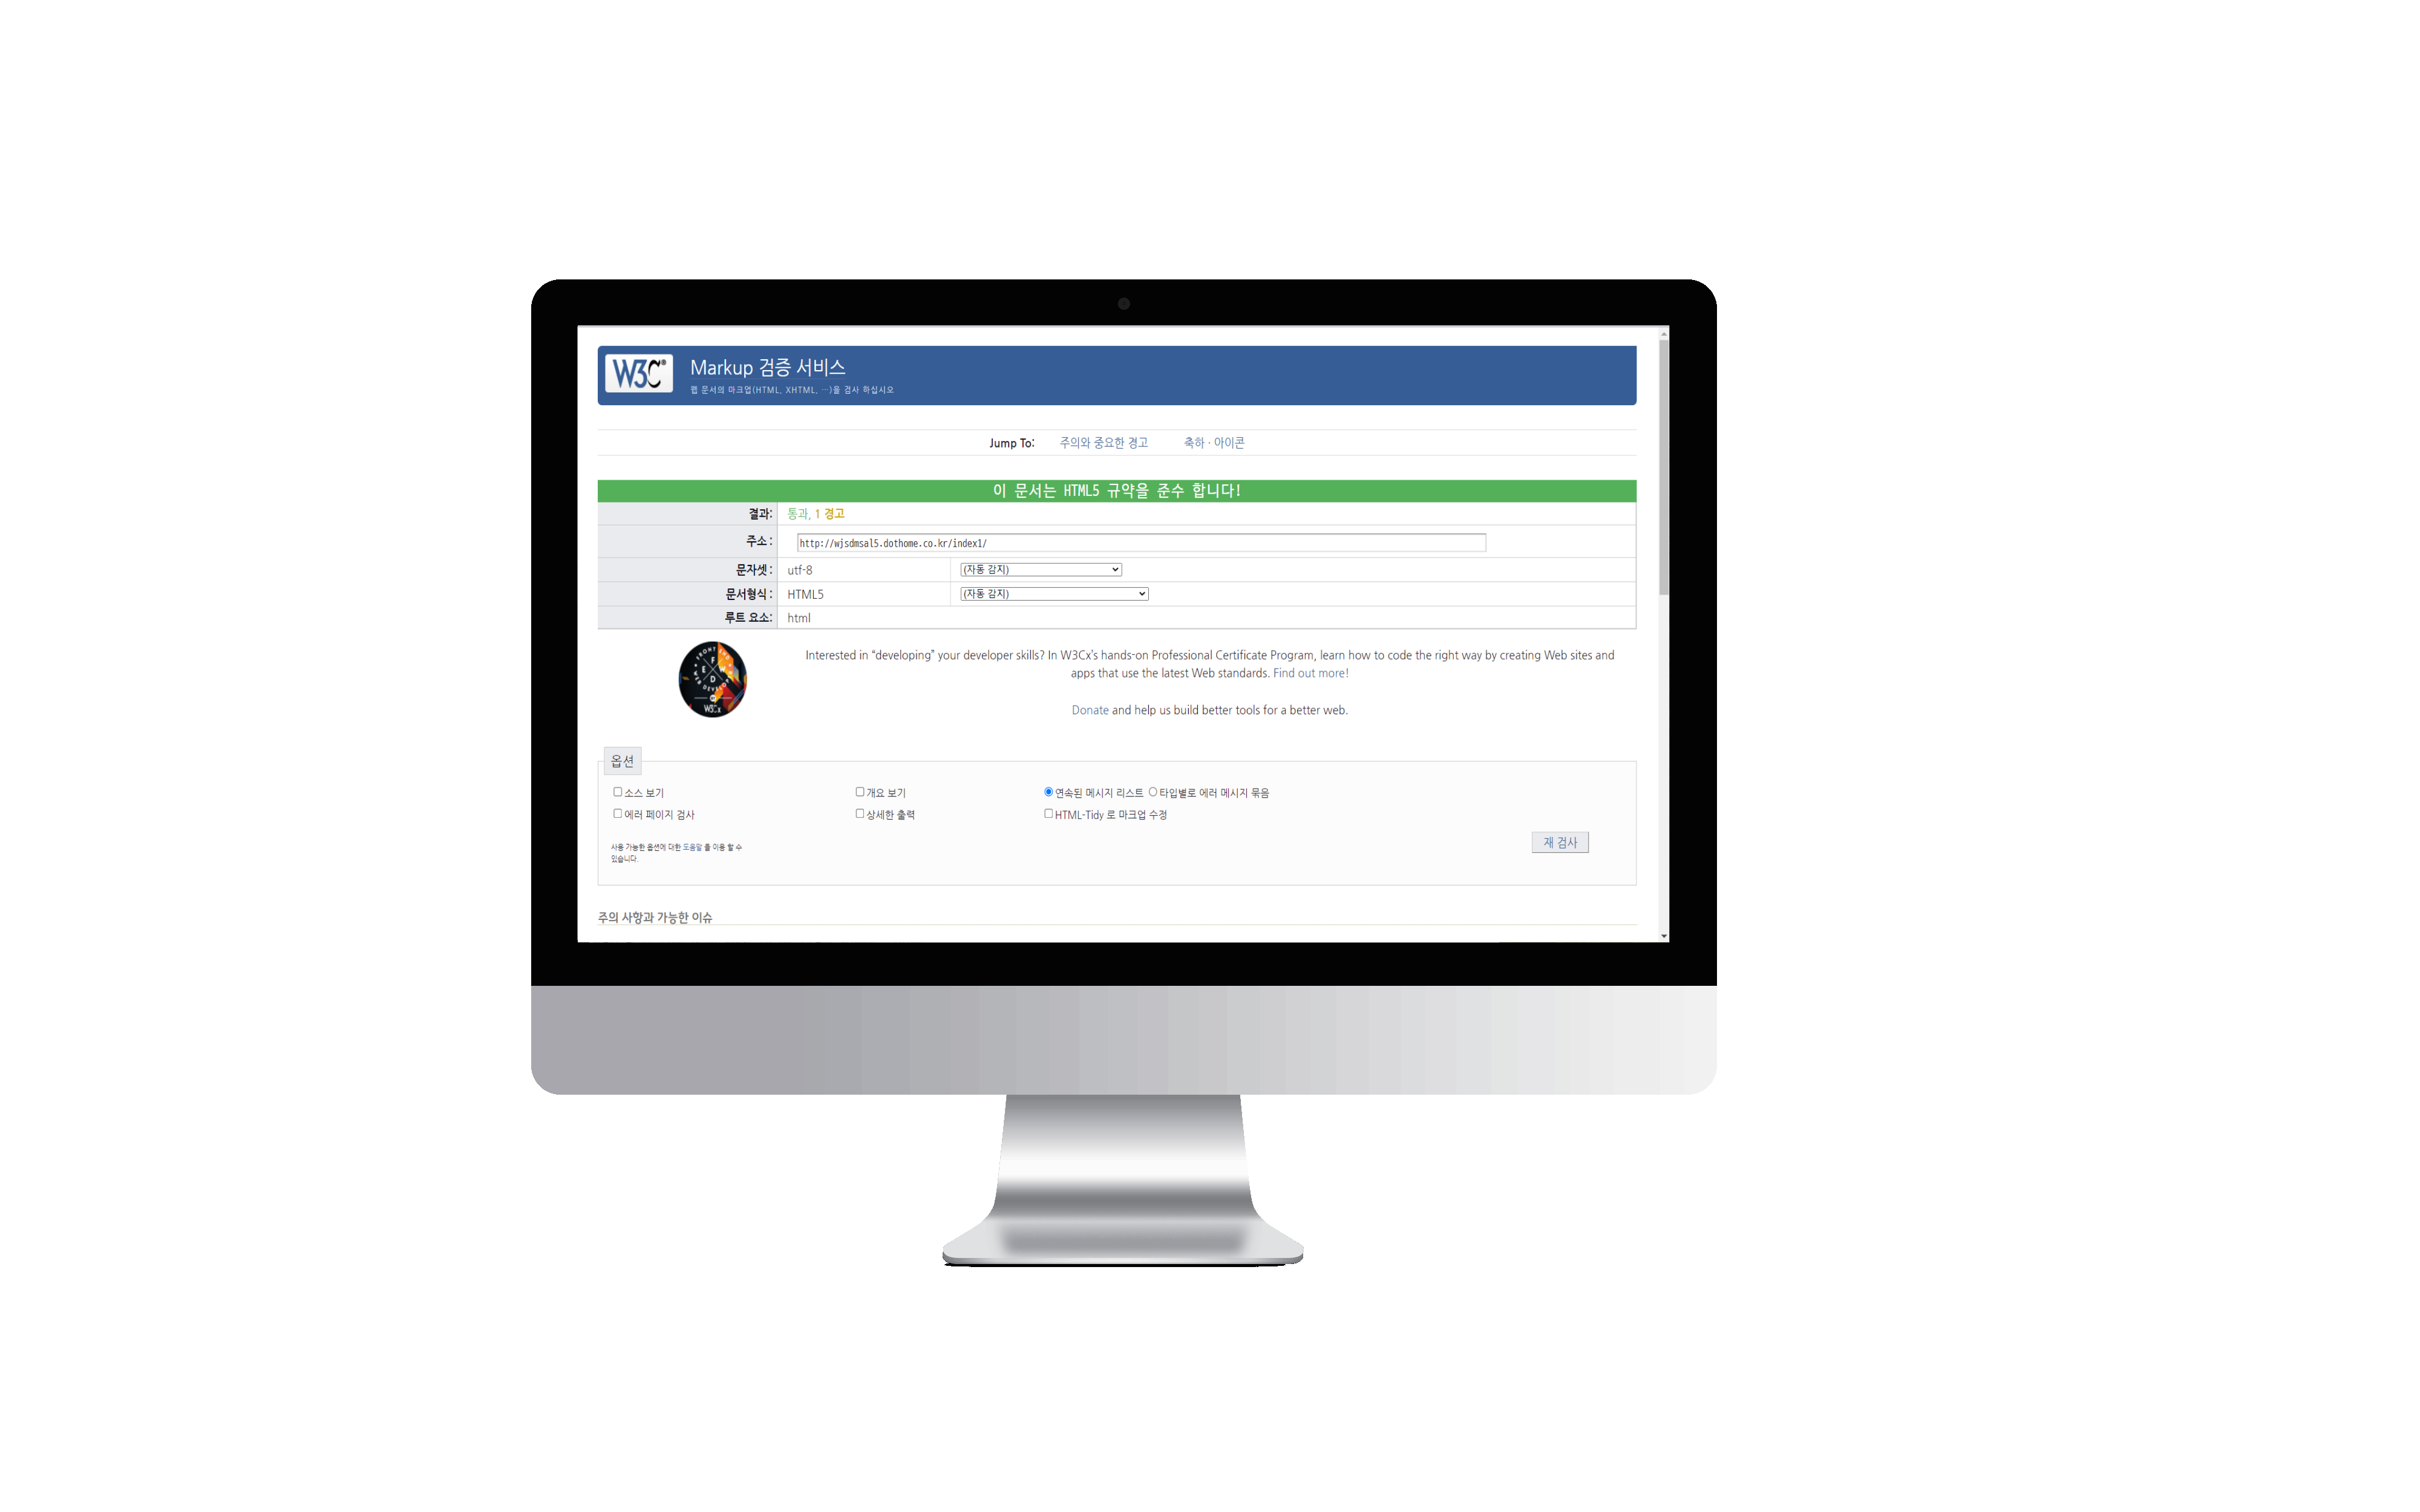 W3C®
Markup 검증 서비스
웹 문서의 마크업(HTML, XHTML, …)을 검사 하십시오
Jump To: 주의와 중요한 경고 축하 · 아이콘
이 문서는 HTML5 규약을 준수 합니다!
결과: 통과, 1 경고
주소 : http://wjsdmsal5.dothome.co.kr/index1/
문자셋 : utf-8 (자동 감지)
문서형식 : HTML5 (자동 감지)
루트 요소: html
FRONT END
F E W D
WEB DEVELO
W3Cx
Interested in “developing” your developer skills? In W3Cx’s hands-on Professional Certificate Program, learn how to code the right way by creating Web sites and
apps that use the latest Web standards. Find out more!
Donate and help us build better tools for a better web.
옵션
소스 보기 개요 보기 연속된 메시지 리스트 타입별로 에러 메시지 묶음
에러 페이지 검사 상세한 출력 HTML-Tidy 로 마크업 수정
사용 가능한 옵션에 대한 도움말 을 이용 할 수
있습니다.
재 검사
주의 사항과 가능한 이슈